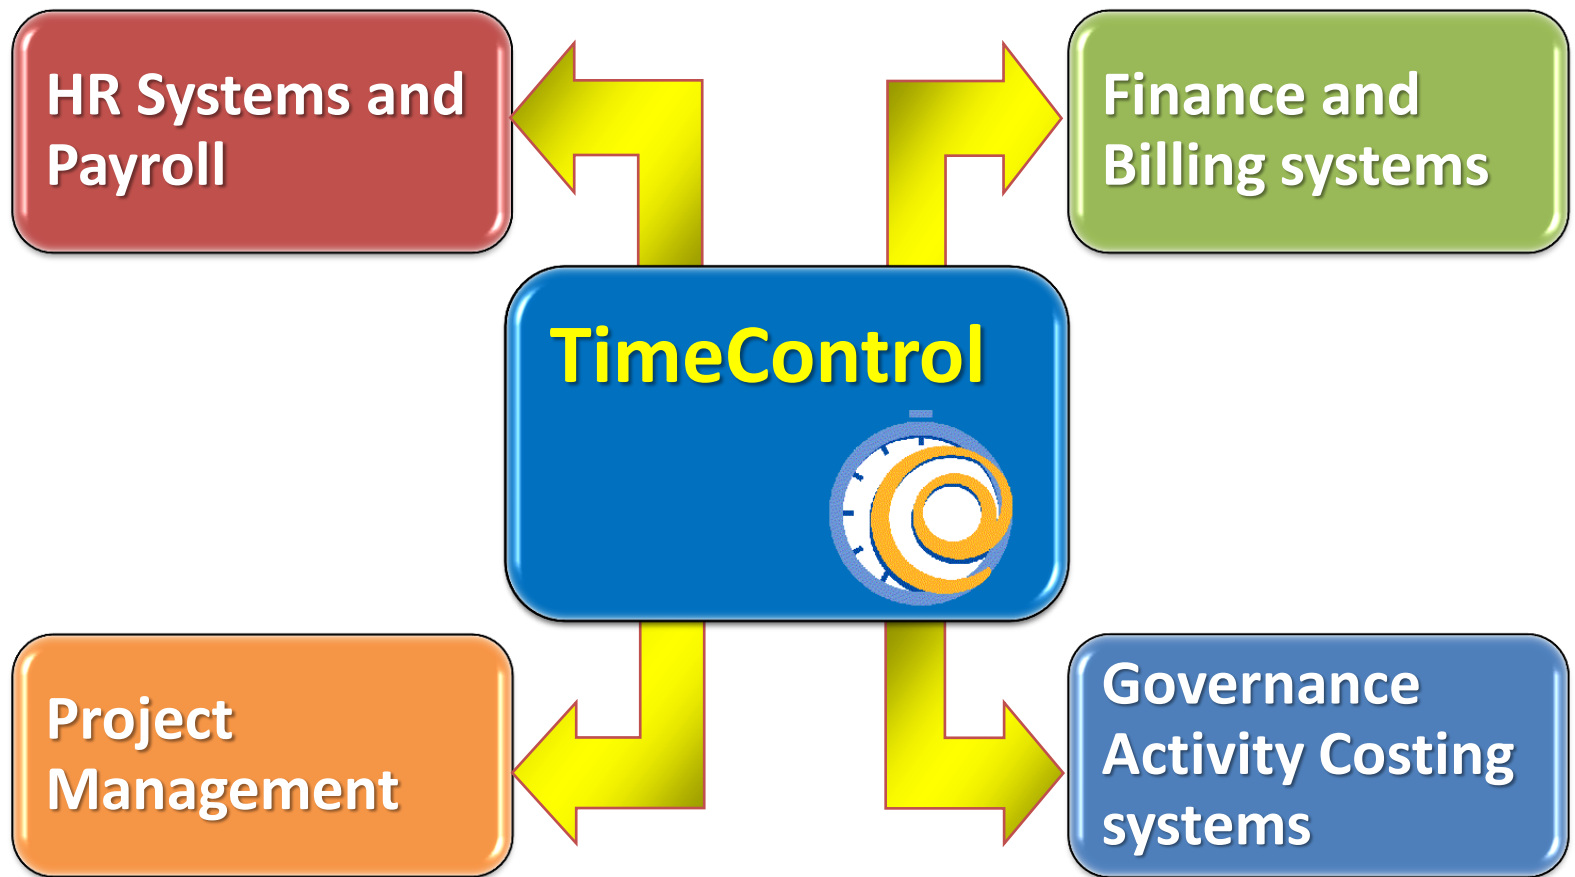 HR Systems and
Payroll
Finance and
Billing systems
TimeControl
Project
Management
Governance
Activity Costing
systems